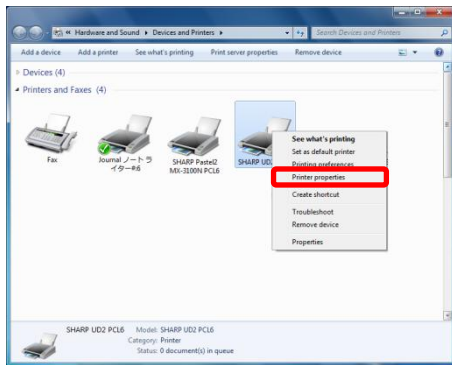 Hardware and Sound ▸ Devices and Printers ▸
Search Devices and Printers
Add a device Add a printer See what's printing Print server properties Remove device
Devices (4)
Printers and Faxes (4)
Fax
Journal ノート ラ
イター#6
SHARP Pastel2
MX-3100N PCL6
SHARP UD2
See what's printing
Set as default printer
Printing preferences
Printer properties
Create shortcut
Troubleshoot
Remove device
Properties
SHARP UD2 PCL6 Model: SHARP UD2 PCL6
Category: Printer
Status: 0 document(s) in queue